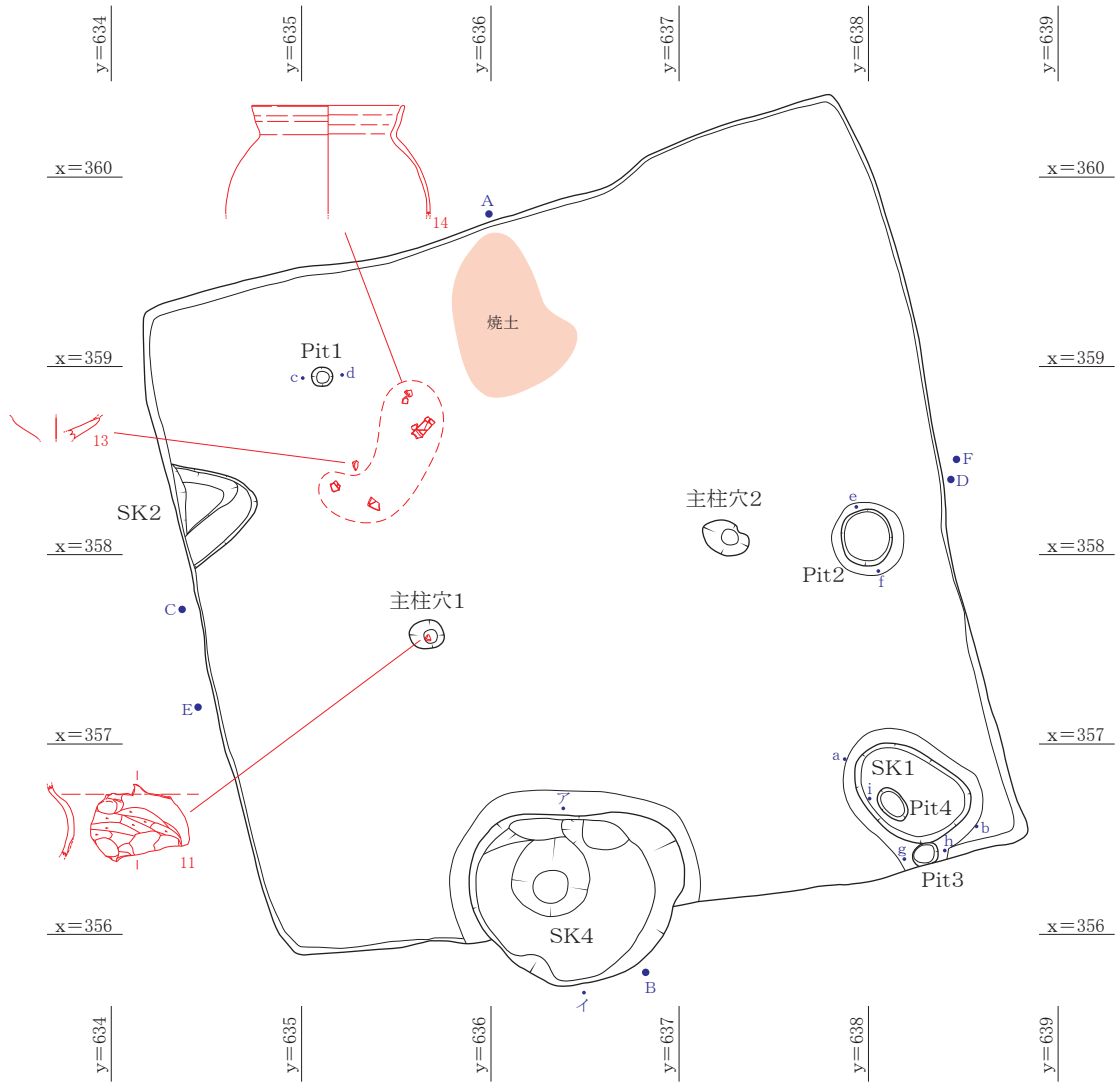 y=634
y=635
y=636
y=637
y=638
y=639
x=360
x=360
14
A
焼土
x=359
Pit1
c
d
x=359
13
F
D
SK2
主柱穴2
e
x=358
Pit2
f
x=358
C
主柱穴1
E
x=357
x=357
a
SK1
i
Pit4
b
ア
11
g
h
Pit3
x=356
SK4
x=356
B
イ
y=634
y=635
y=636
y=637
y=638
y=639